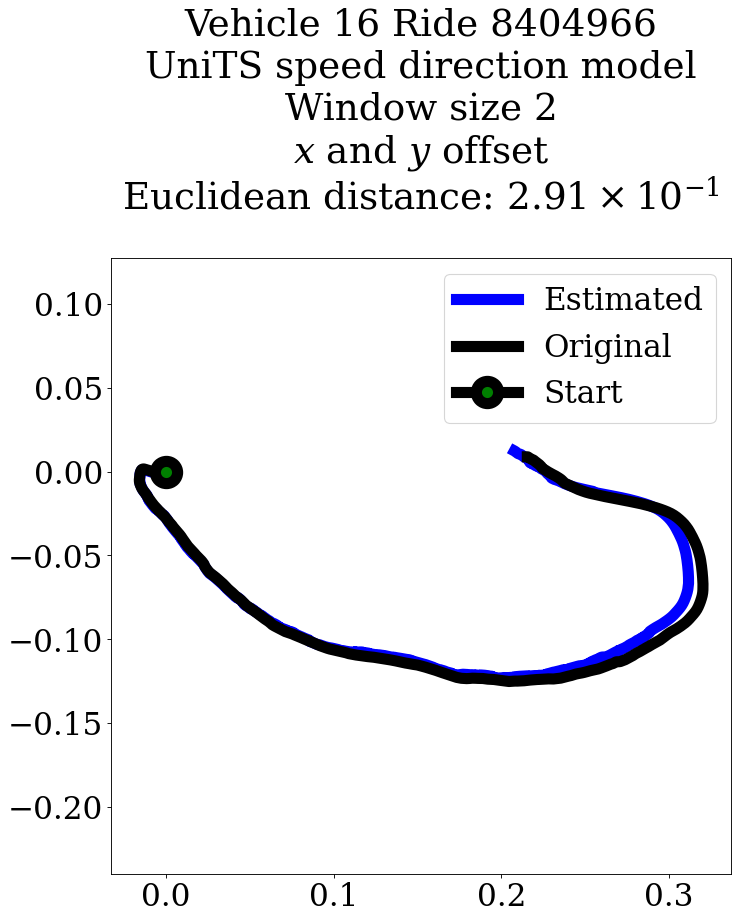 Vehicle 16 Ride 8404966
UniTS speed direction model
Window size 2
x and y offset
Euclidean distance: 2.91 × 10⁻¹
Estimated
Original
Start
0.10
0.05
0.00
−0.05
−0.10
−0.15
−0.20
0.0 0.1 0.2 0.3